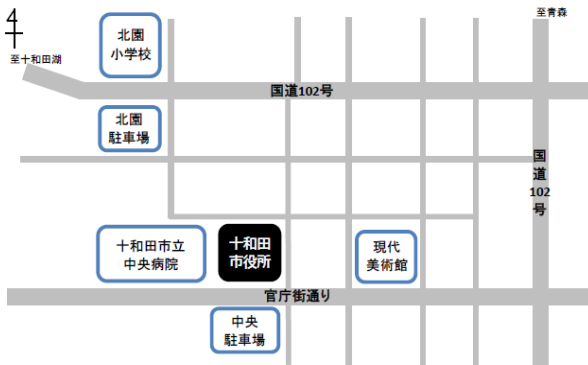 至青森
北園
小学校
至十和田湖
国道102号
北園
駐車場
国
道
102
号
十和田市立
中央病院
十和田
市役所
現代
美術館
官庁街通り
中央
駐車場